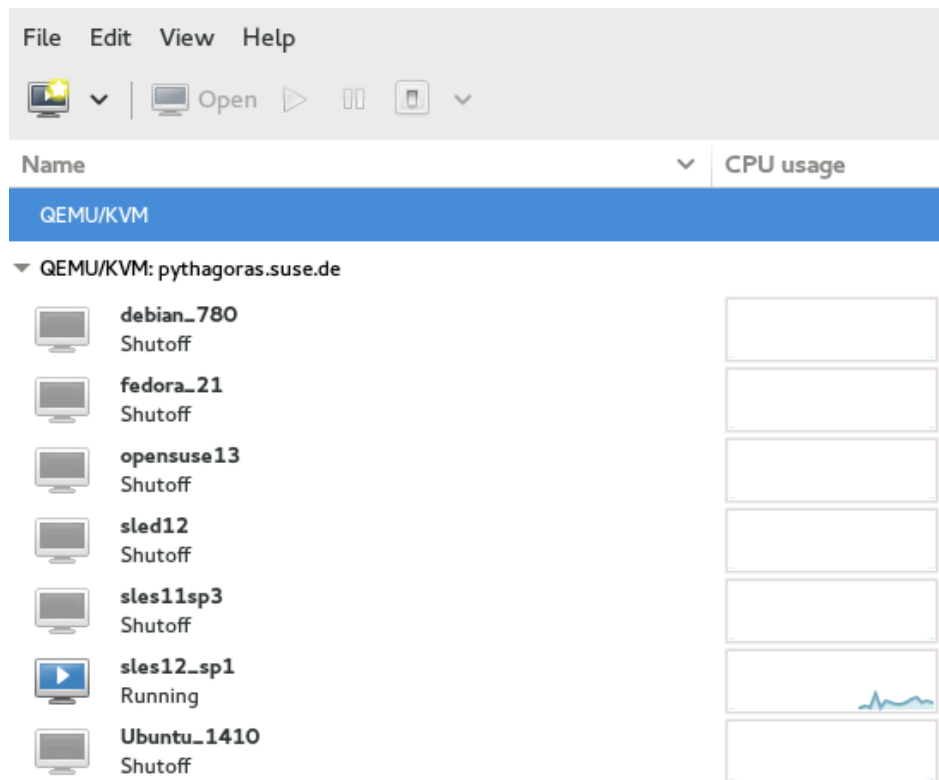 File Edit View Help
Open
Name CPU usage
QEMU/KVM
QEMU/KVM: pythagoras.suse.de
debian_780
Shutoff
fedora_21
Shutoff
opensuse13
Shutoff
sled12
Shutoff
sles11sp3
Shutoff
sles12_sp1
Running
Ubuntu_1410
Shutoff